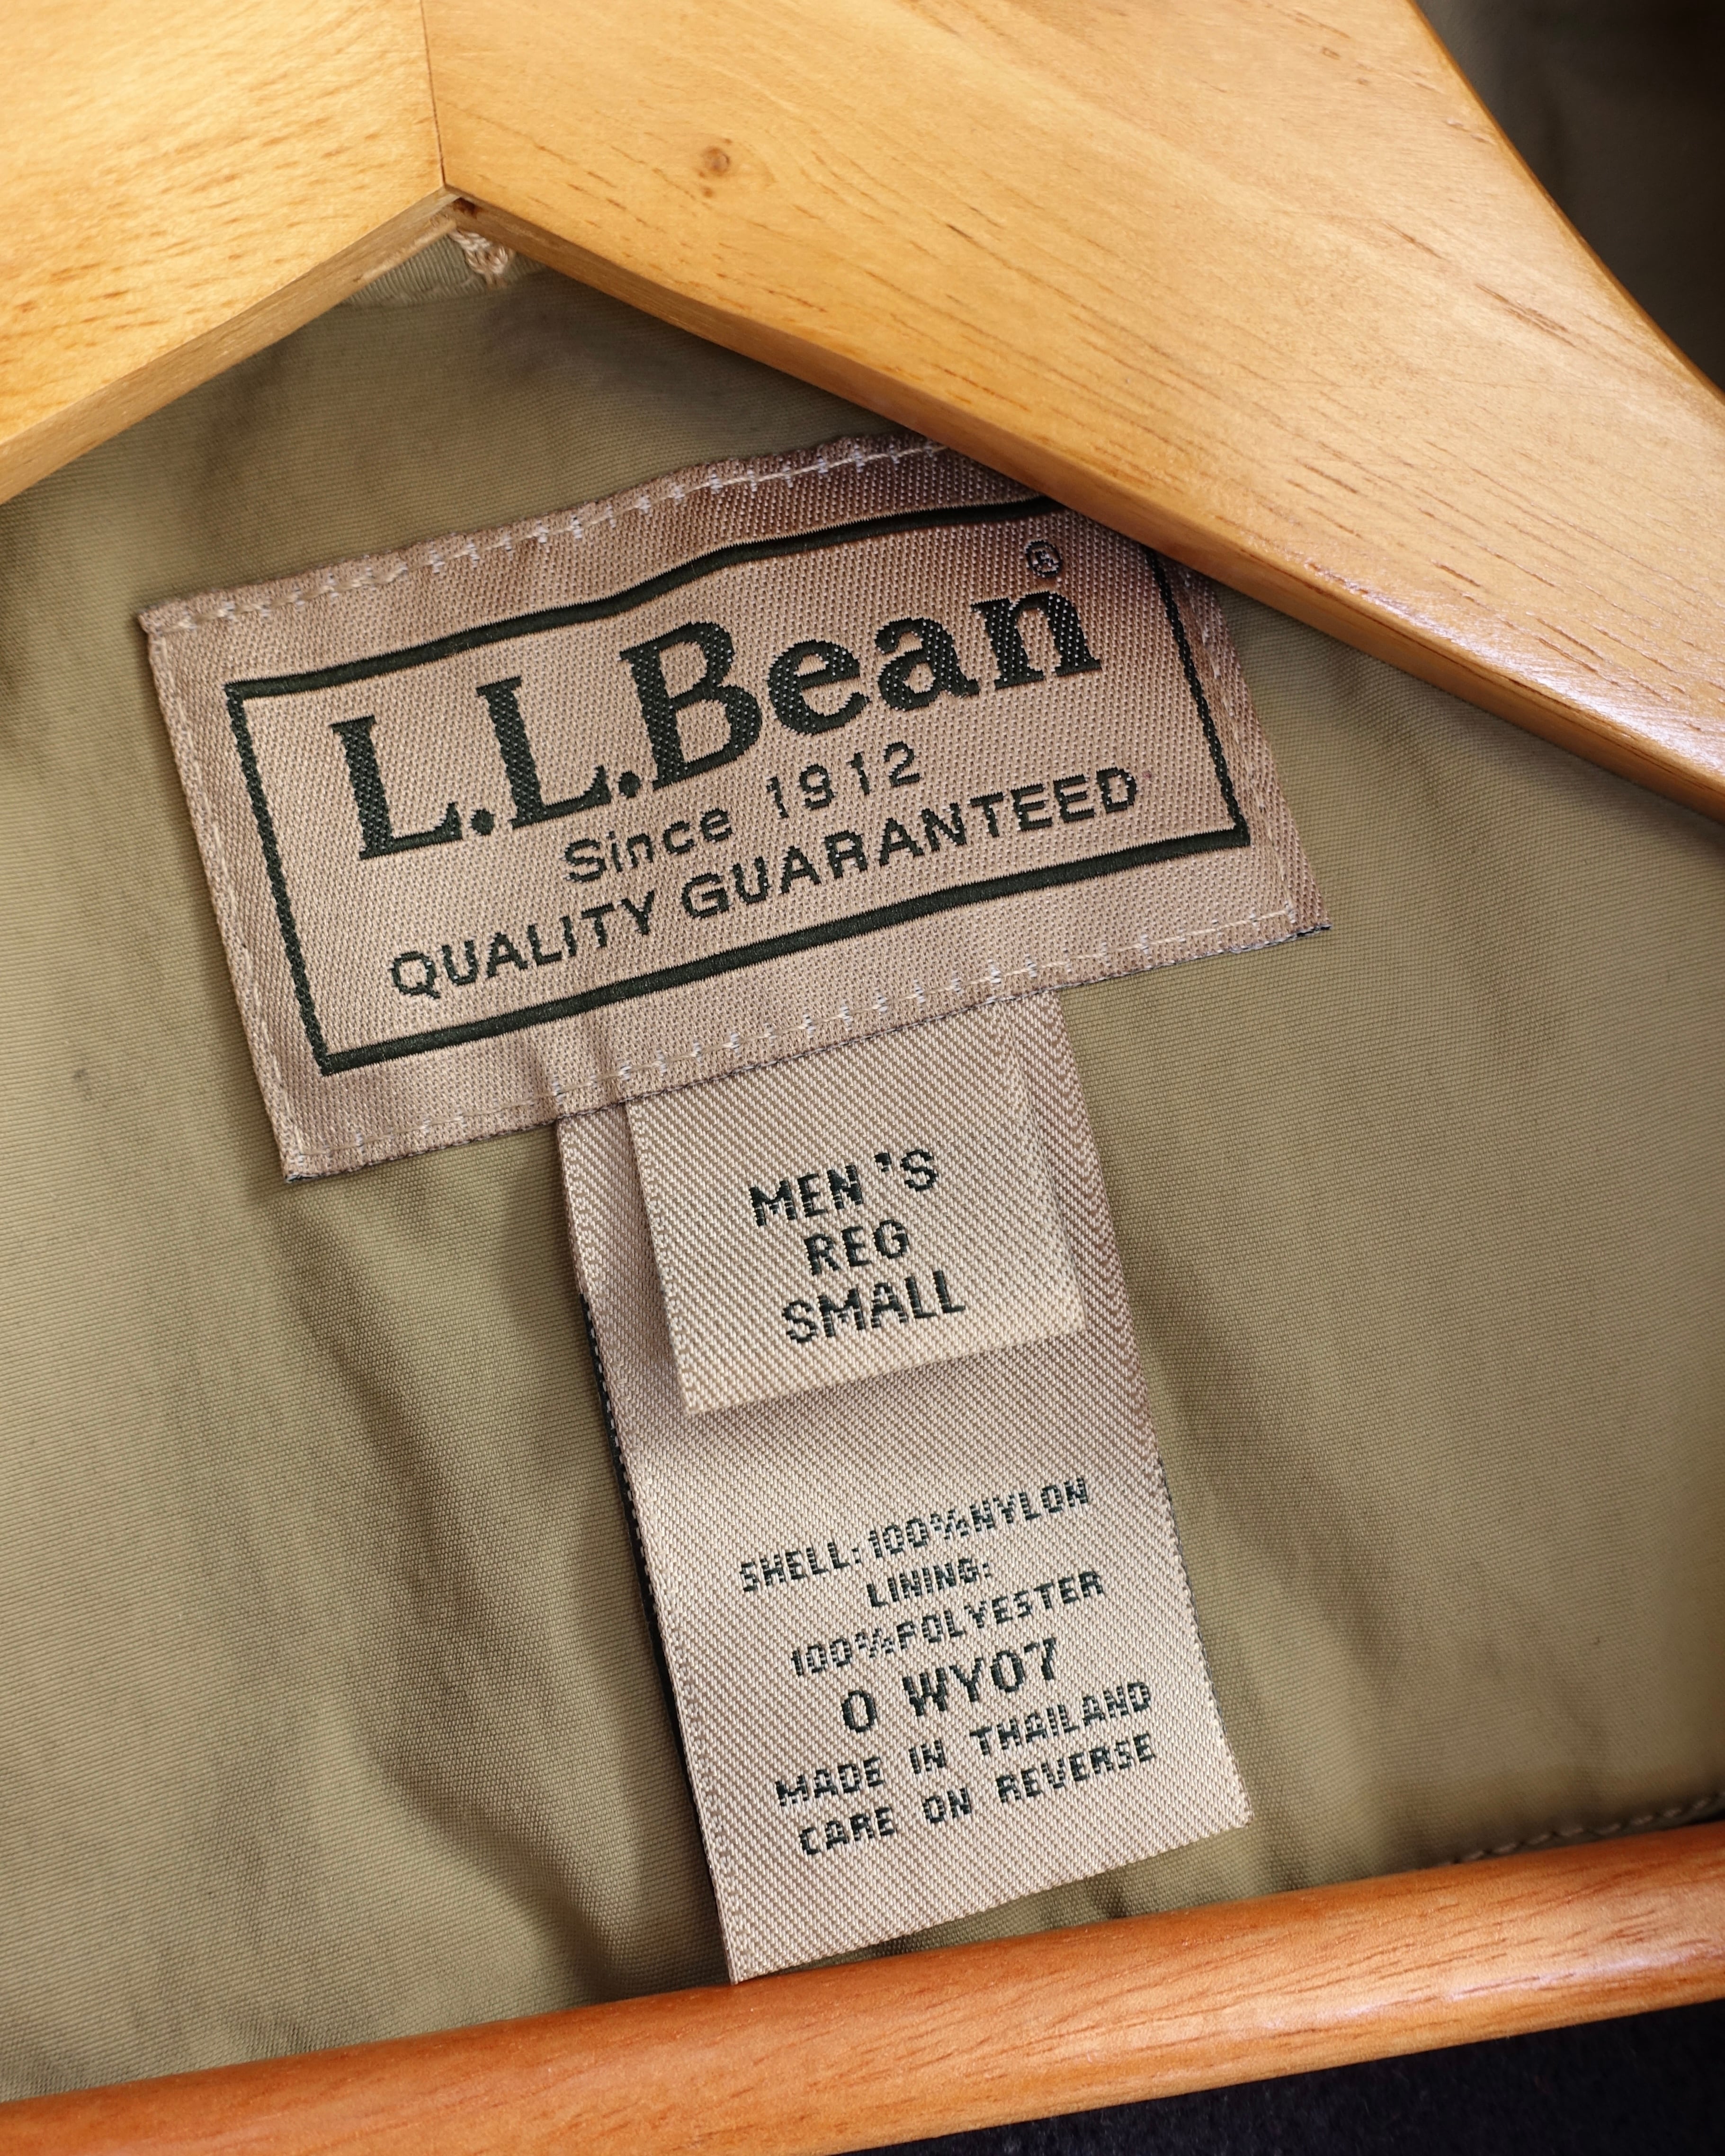 L.L.Bean®
Since 1912
QUALITY GUARANTEED
MEN'S
REG
SMALL
SHELL:100%NYLON
LINING:
100%POLYESTER
0 WY07
MADE IN THAILAND
CARE ON REVERSE